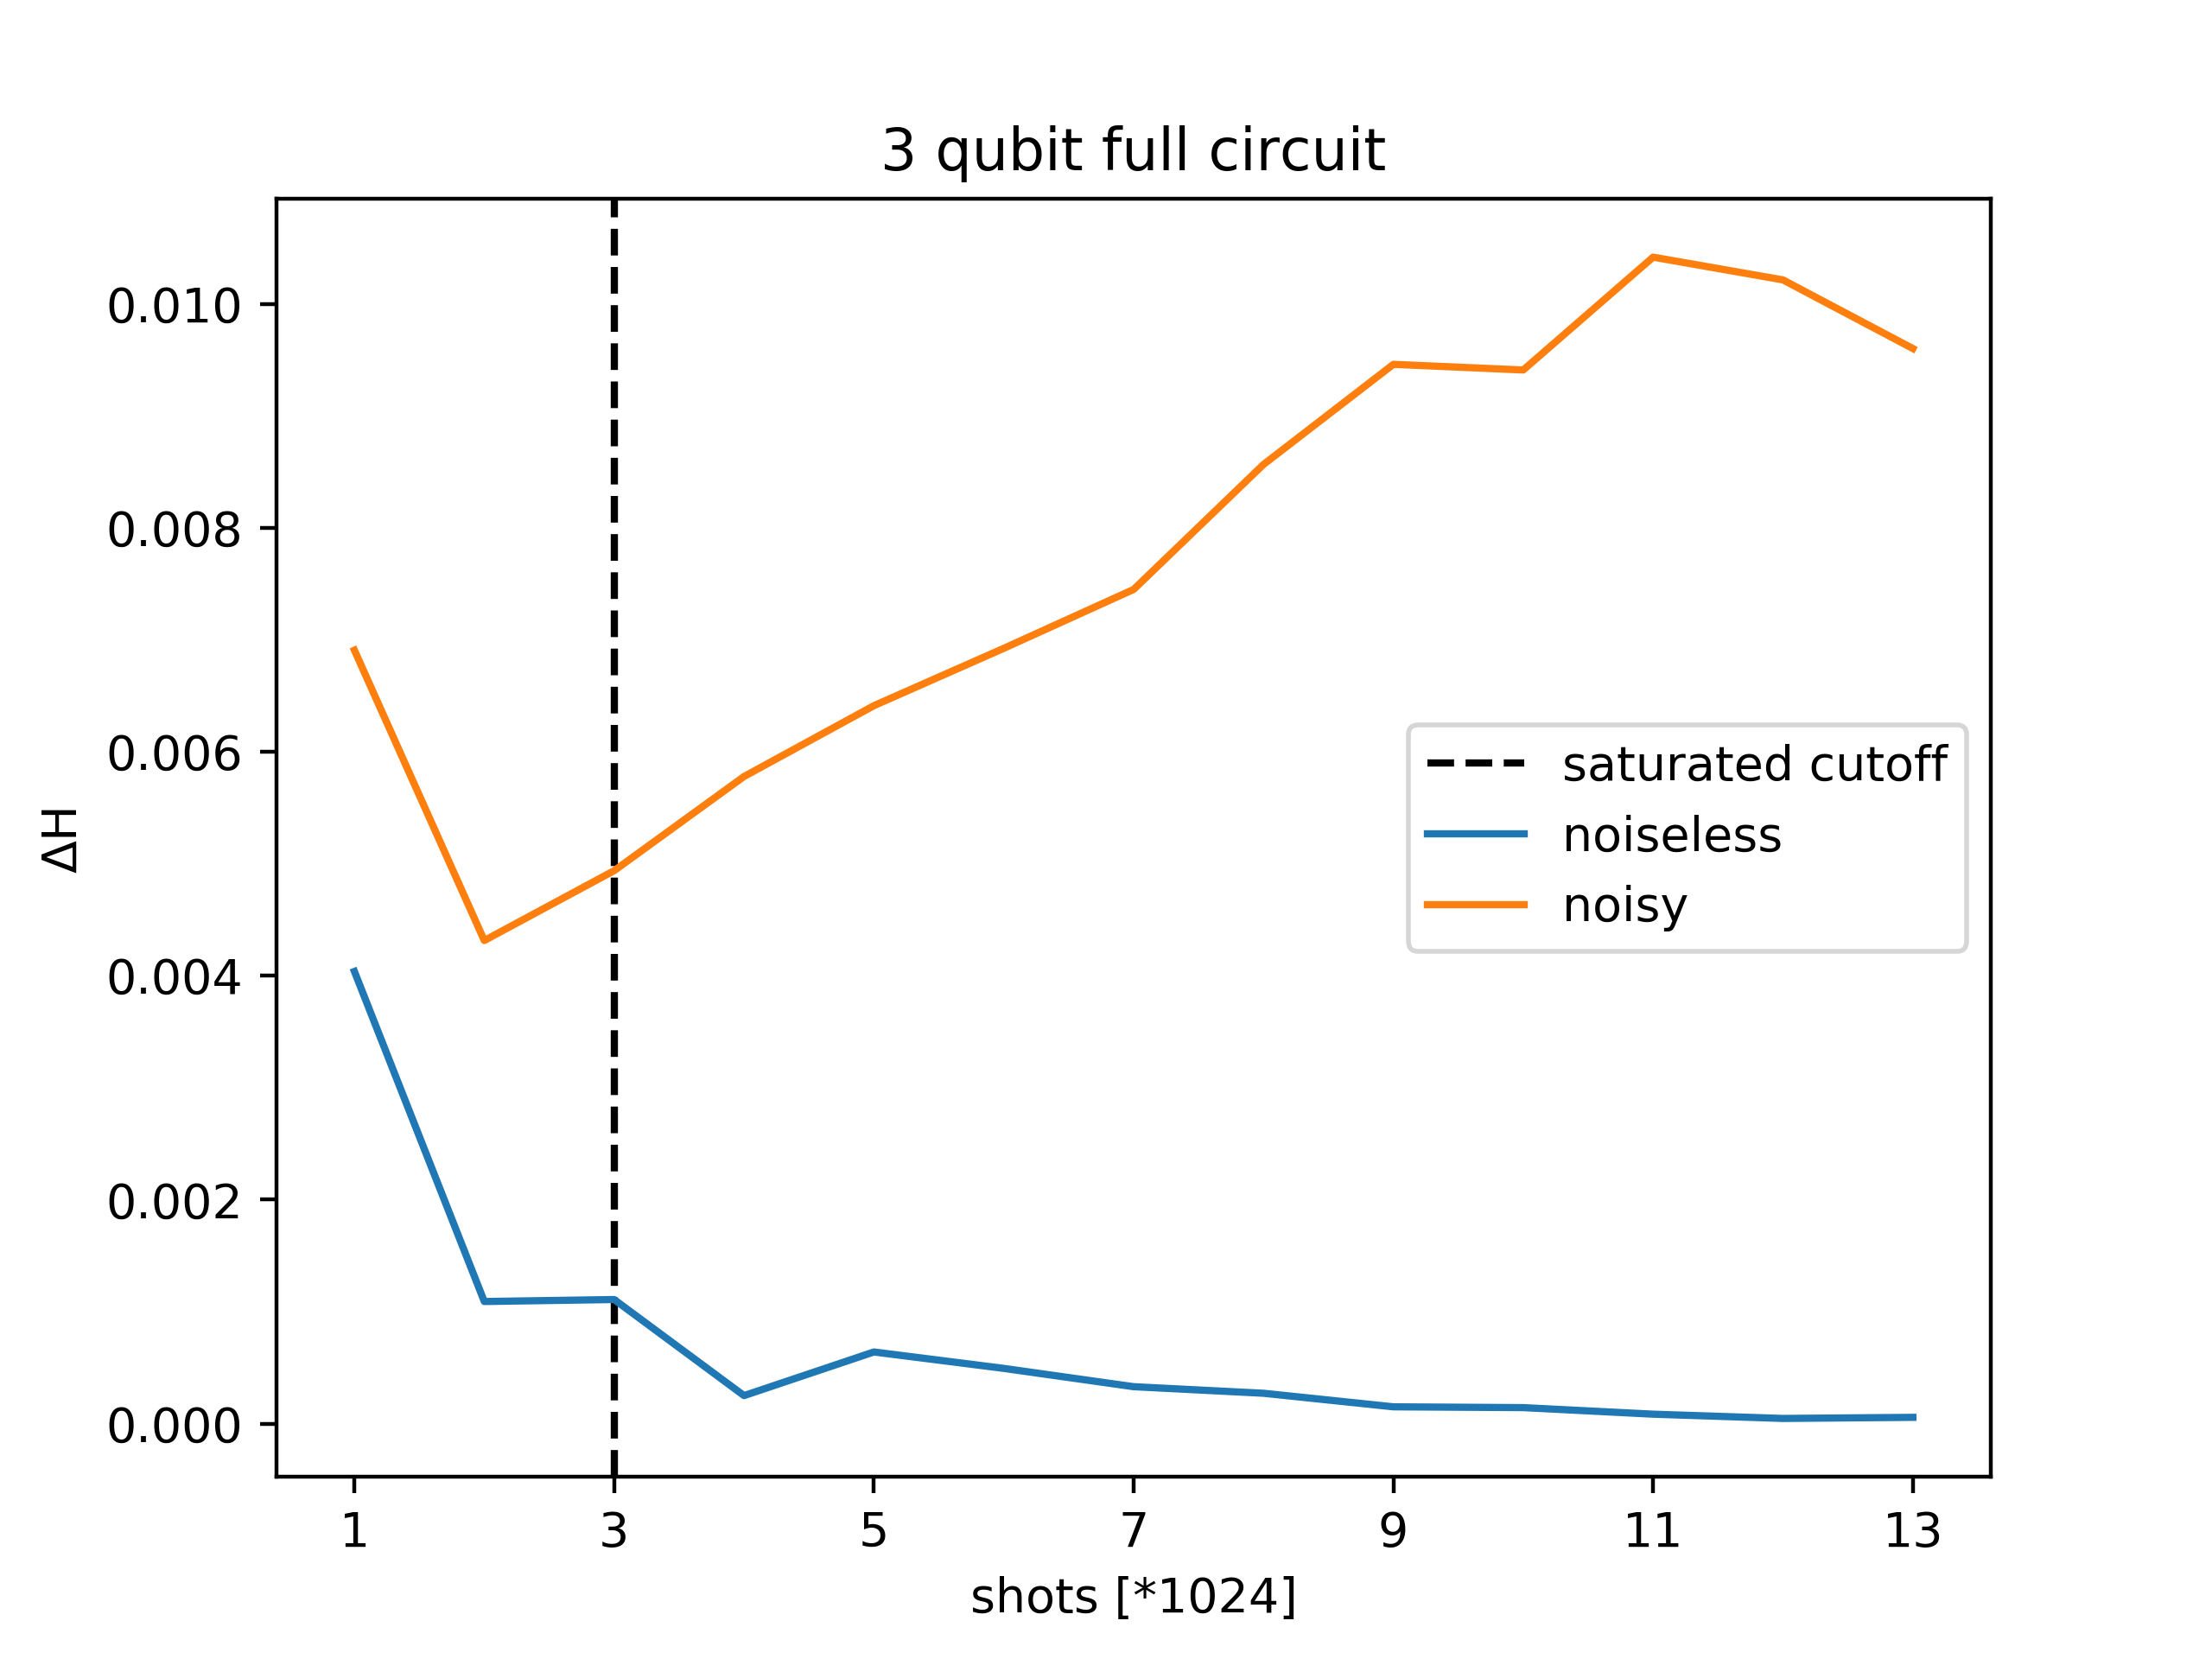 3 qubit full circuit
0.010
0.008
0.006
0.004
0.002
0.000
ΔH
saturated cutoff
noiseless
noisy
1 3 5 7 9 11 13
shots [*1024]